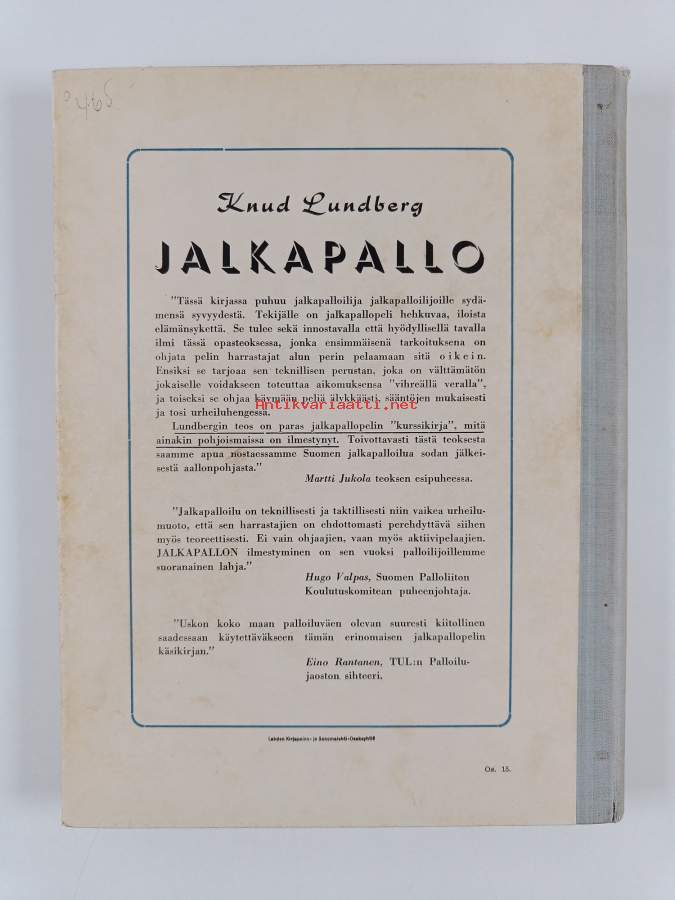 465
Knud Lundberg
JALKAPALLO
"Tässä kirjassa puhuu jalkapalloilija jalkapalloilijoille sydä-
mensä syvyydestä. Tekijälle on jalkapallopeli hehkuvaa, iloista
elämänsykettä. Se tulee sekä innostavalla että hyödyllisellä tavalla
ilmi tässä opasteoksessa, jonka ensimmäisenä tarkoituksena on
ohjata pelin harrastajat alun perin pelaamaan sitä oikein.
Ensiksi se tarjoaa sen teknillisen perustan, joka on välttämätön
jokaiselle voidakseen toteuttaa aikomuksensa "vihreällä veralla",
ja toiseksi se ohjaa käymään peliä älykkäästi, sääntöjen mukaisesti
Antikvariaatti.net
ja tosi urheiluhengessa.
Lundbergin teos on paras jalkapallopelin "kurssikirja", mitä
ainakin pohjoismaissa on ilmestynyt. Toivottavasti tästä teoksesta
saamme apua nostaessamme Suomen jalkapalloilua sodan jälkei-
sestä aallonpohjasta."
Martti Jukola teoksen esipuheessa.
"Jalkapalloilu on teknillisesti ja taktillisesti niin vaikea urheilu-
muoto, että sen harrastajien on ehdottomasti perehdyttävä siihen
myös teoreettisesti. Ei vain ohjaajien, vaan myös aktiivipelaajien.
JALKAPALLON ilmestyminen on sen vuoksi palloilijoillemme
suoranainen lahja."
Hugo Valpas, Suomen Palloliiton
Koulutuskomitean puheenjohtaja.
"Uskon koko maan palloiluväen olevan suuresti kiitollinen
saadessaan käytettäväkseen tämän erinomaisen jalkapallopelin
käsikirjan."
Eino Rantanen, TUL:n Palloilu-
jaoston sihteeri.
Lahden Kirjapaino- ja Sanomalehti-Osakeyhtiö
Os. 15.